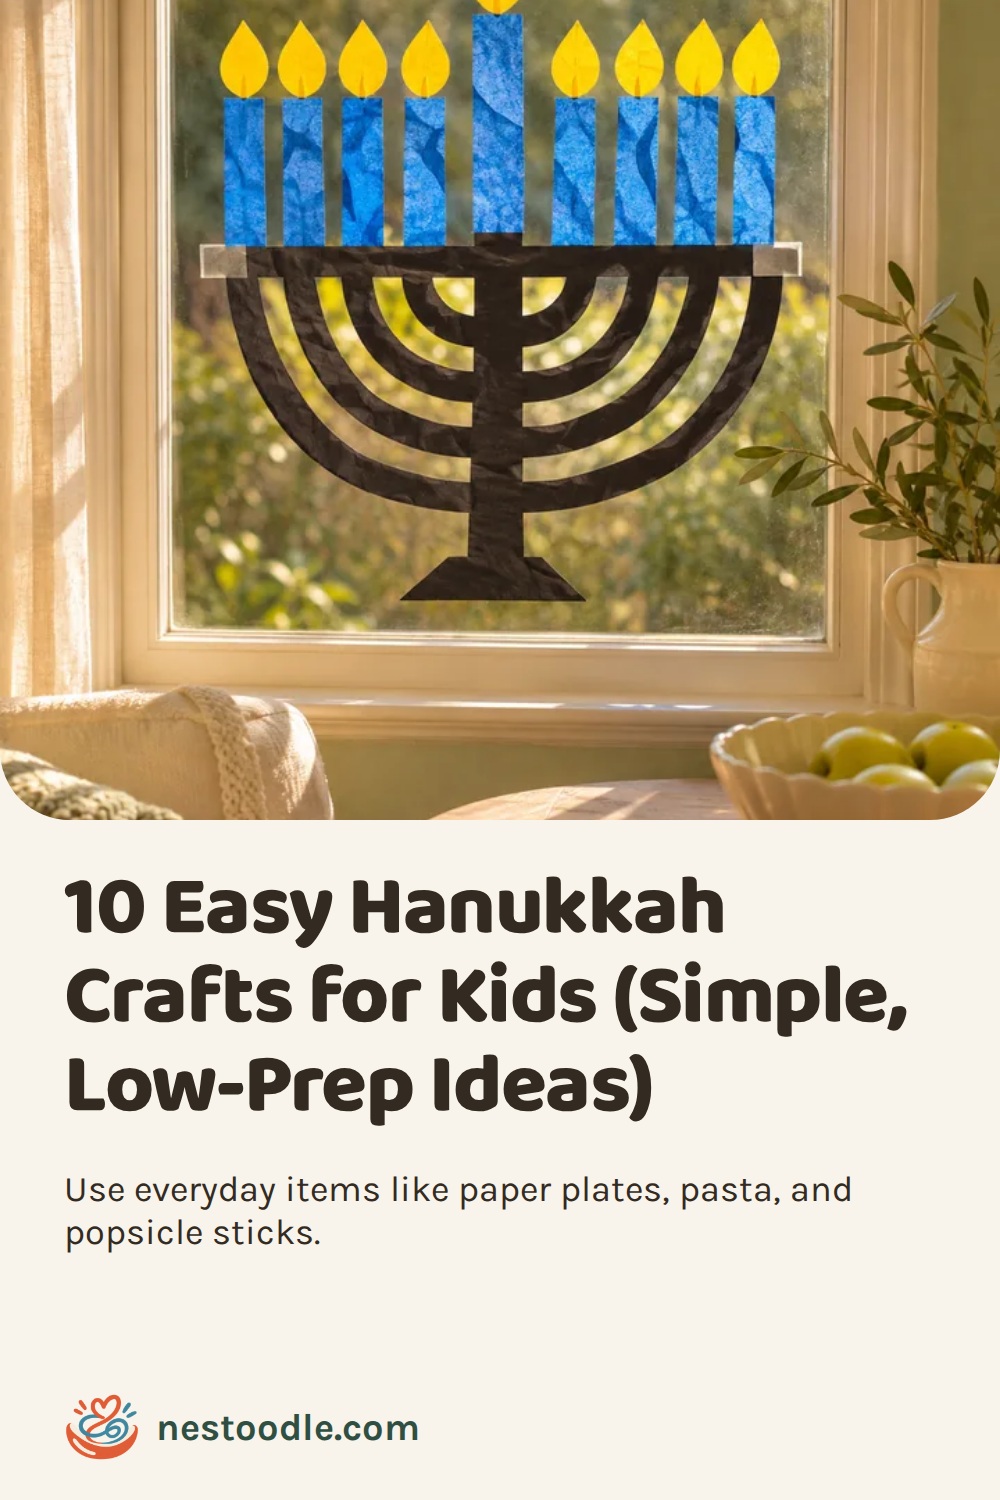 10 Easy Hanukkah
Crafts for Kids (Simple,
Low-Prep Ideas)
Use everyday items like paper plates, pasta, and
popsicle sticks.
nestoodle.com